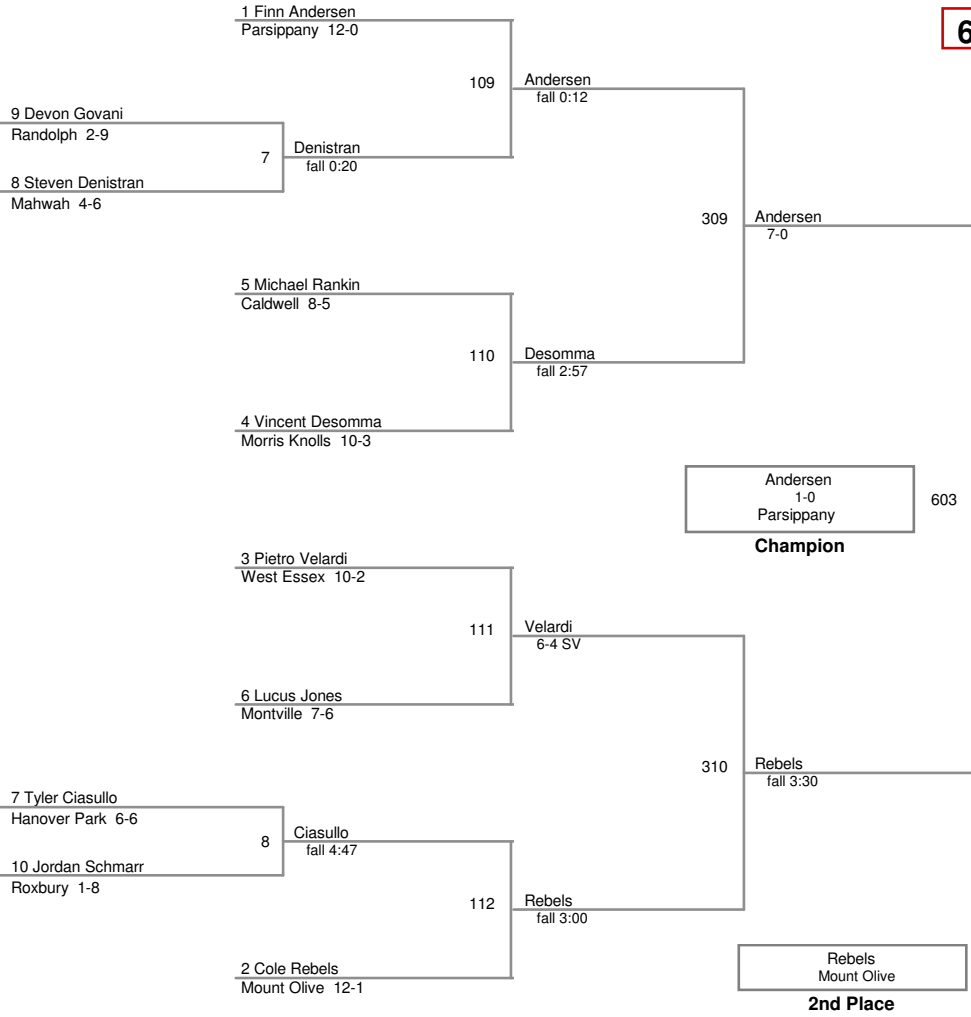 1 Finn Andersen
Parsippany 12-0
6
109
Andersen
fall 0:12
9 Devon Govani
Randolph 2-9
7
Denistran
fall 0:20
8 Steven Denistran
Mahwah 4-6
309
Andersen
7-0
5 Michael Rankin
Caldwell 8-5
110
Desomma
fall 2:57
4 Vincent Desomma
Morris Knolls 10-3
Andersen
1-0
Parsippany
603
Champion
3 Pietro Velardi
West Essex 10-2
111
Velardi
6-4 SV
6 Lucus Jones
Montville 7-6
310
Rebels
fall 3:30
7 Tyler Ciasullo
Hanover Park 6-6
8
Ciasullo
fall 4:47
10 Jordan Schmarr
Roxbury 1-8
112
Rebels
fall 3:00
2 Cole Rebels
Mount Olive 12-1
Rebels
Mount Olive
2nd Place